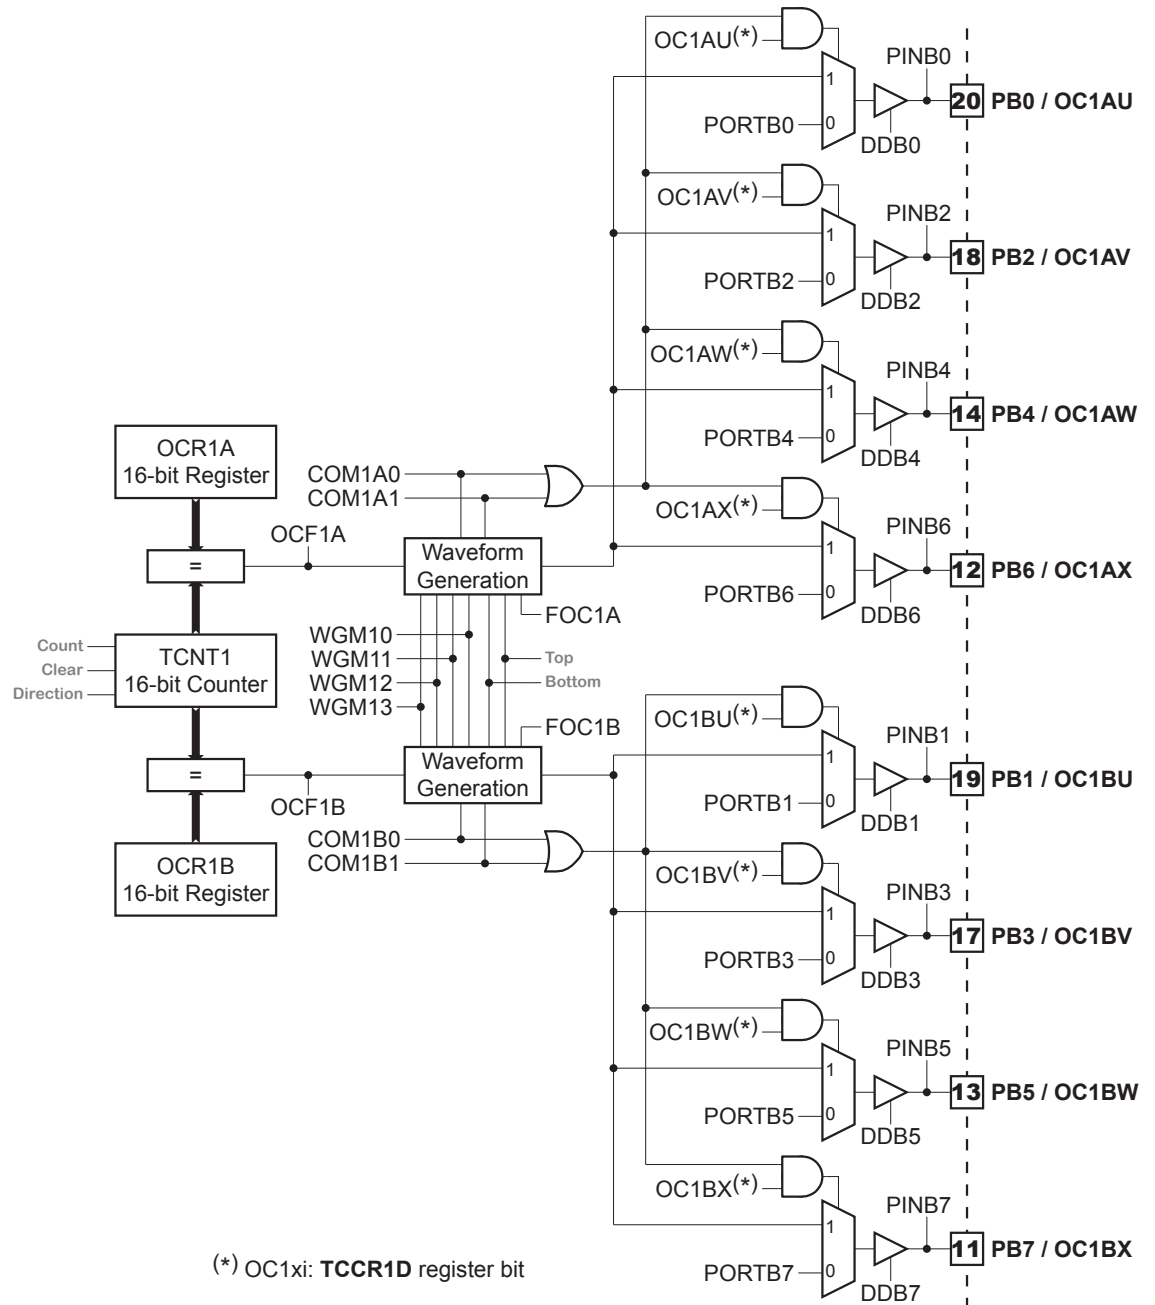 OC1AU(*)
PINB0
1
20 PB0 / OC1AU
PORTB0
0
DDB0
OC1AV(*)
PINB2
1
18 PB2 / OC1AV
PORTB2
0
DDB2
OC1AW(*)
PINB4
1
14 PB4 / OC1AW
PORTB4
0
DDB4
OCR1A
16-bit Register
COM1A0
COM1A1
OC1AX(*)
PINB6
OCF1A
=
Waveform
Generation
1
12 PB6 / OC1AX
PORTB6
0
DDB6
FOC1A
Count
Clear
Direction
TCNT1
16-bit Counter
WGM10
WGM11
WGM12
WGM13
Top
Bottom
FOC1B
OC1BU(*)
PINB1
=
OCF1B
Waveform
Generation
1
19 PB1 / OC1BU
PORTB1
0
DDB1
COM1B0
COM1B1
OCR1B
16-bit Register
OC1BV(*)
PINB3
1
17 PB3 / OC1BV
PORTB3
0
DDB3
OC1BW(*)
PINB5
1
13 PB5 / OC1BW
PORTB5
0
DDB5
OC1BX(*)
PINB7
1
11 PB7 / OC1BX
PORTB7
0
DDB7
(*) OC1xi: TCCR1D register bit